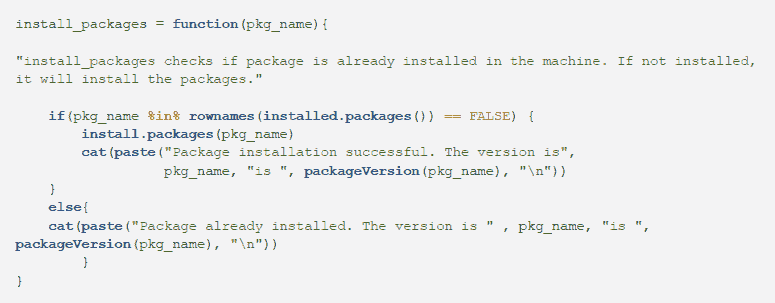 install_packages = function(pkg_name){
"install_packages checks if package is already installed in the machine. If not installed,
it will install the packages."
if(pkg_name %in% rownames(installed.packages()) == FALSE) {
install.packages(pkg_name)
cat(paste("Package installation successful. The version is",
pkg_name, "is ", packageVersion(pkg_name), "\n"))
}
else{
cat(paste("Package already installed. The version is " , pkg_name, "is ",
packageVersion(pkg_name), "\n"))
}
}